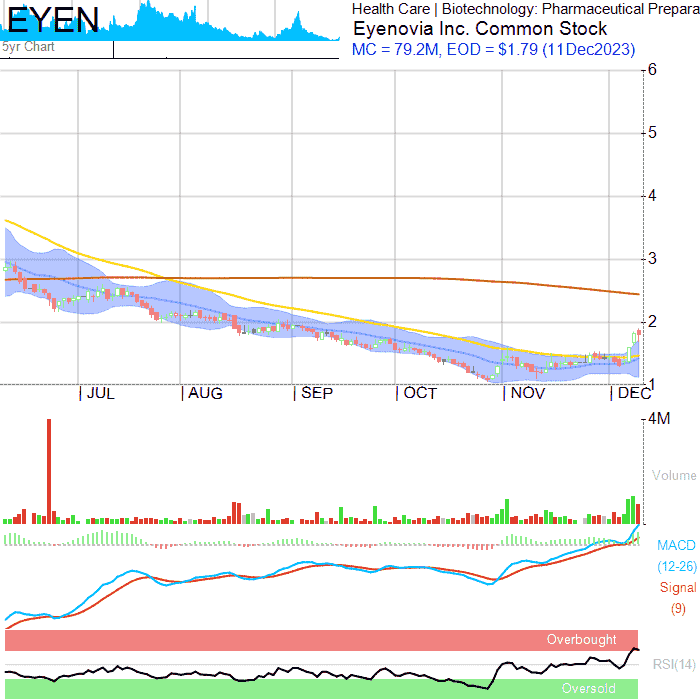 EYEN
5yr Chart
Health Care | Biotechnology: Pharmaceutical Prepara
Eyenovia Inc. Common Stock
MC = 79.2M, EOD = $1.79 (11Dec2023)
6
5
4
3
2
1
| JUL
| AUG
| SEP
| OCT
| NOV
| DEC
4M
Volume
MACD
(12-26)
Signal
(9)
Overbought
RSI(14)
Oversold